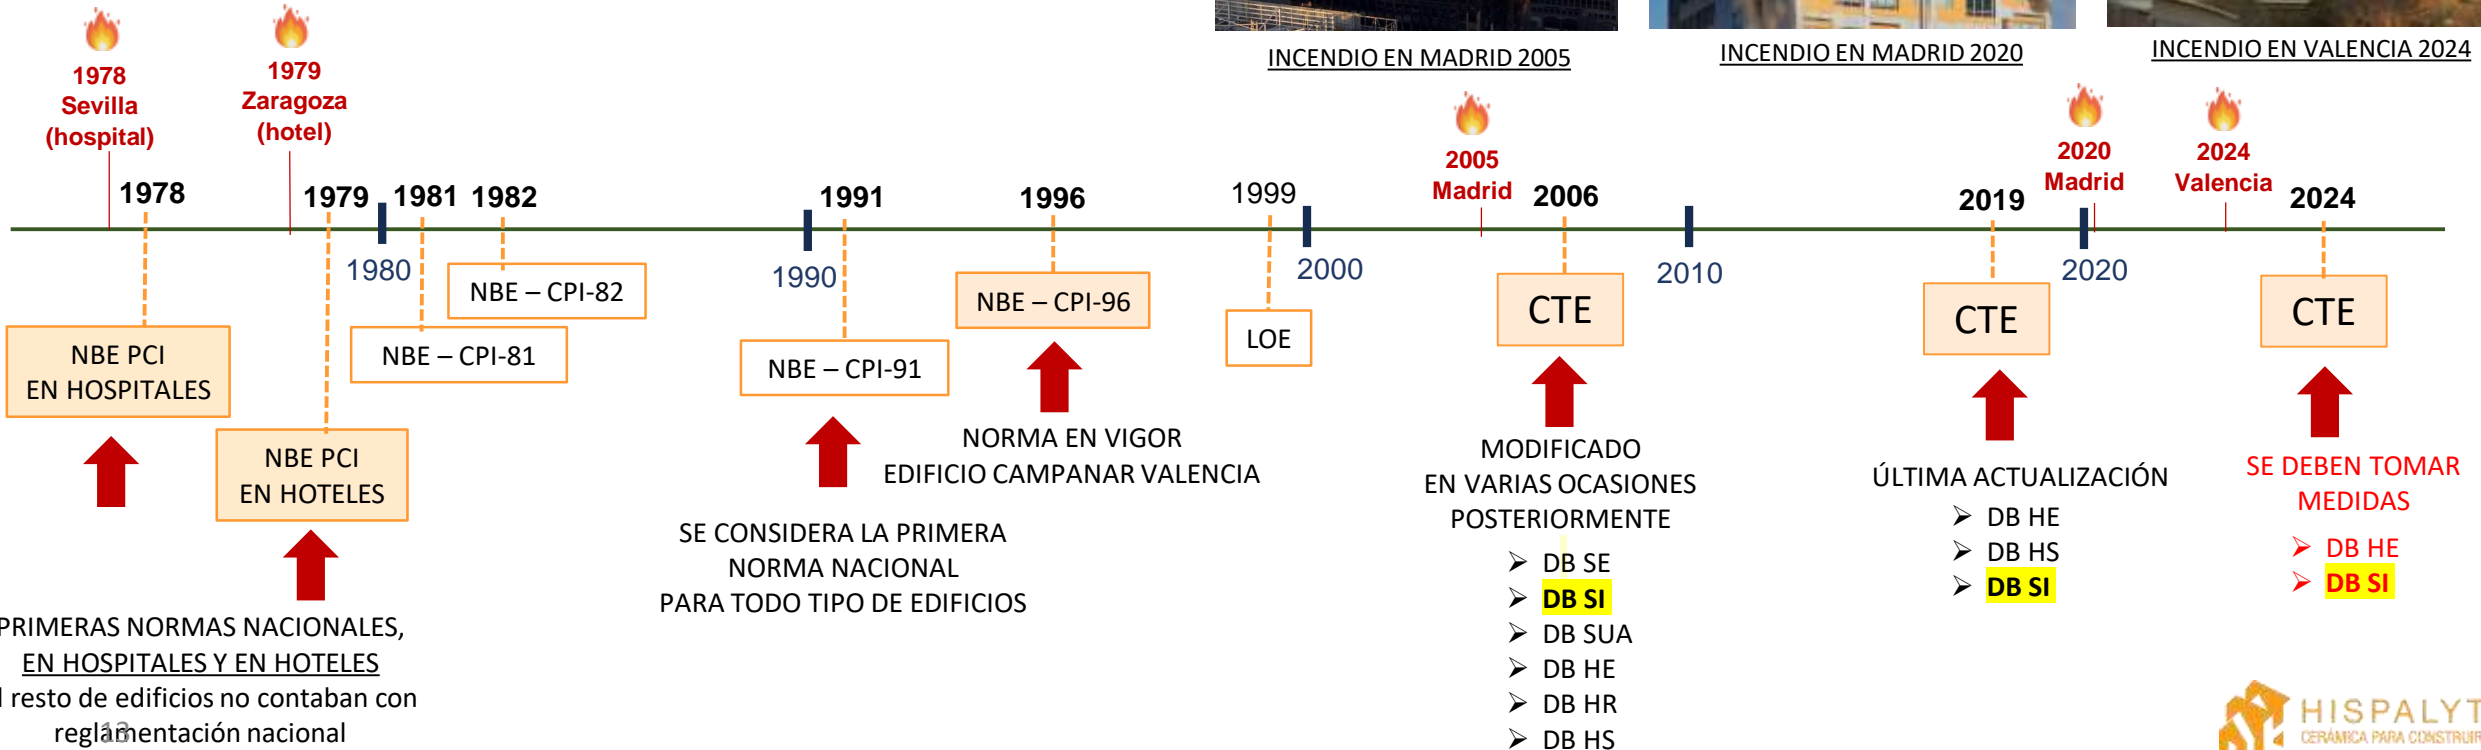 INCENDIO EN MADRID 2005
INCENDIO EN MADRID 2020
INCENDIO EN VALENCIA 2024
1978
Sevilla
(hospital)
1979
Zaragoza
(hotel)
2005
Madrid
2020
Madrid
2024
Valencia
1978
1979
1981
1982
1991
1996
1999
2006
2019
2024
1980
1990
2000
2010
2020
NBE PCI
EN HOSPITALES
NBE PCI
EN HOTELES
NBE – CPI-81
NBE – CPI-82
NBE – CPI-91
NBE – CPI-96
LOE
CTE
CTE
CTE
PRIMERAS NORMAS NACIONALES,
EN HOSPITALES Y EN HOTELES
l resto de edificios no contaban con
reglamentación nacional
13
SE CONSIDERA LA PRIMERA
NORMA NACIONAL
PARA TODO TIPO DE EDIFICIOS
NORMA EN VIGOR
EDIFICIO CAMPANAR VALENCIA
MODIFICADO
EN VARIAS OCASIONES
POSTERIORMENTE
➢ DB SE
➢ DB SI
➢ DB SUA
➢ DB HE
➢ DB HR
➢ DB HS
ÚLTIMA ACTUALIZACIÓN
➢ DB HE
➢ DB HS
➢ DB SI
SE DEBEN TOMAR
MEDIDAS
➢ DB HE
➢ DB SI
HISPALYT
CERÁMICA PARA CONSTRUIR